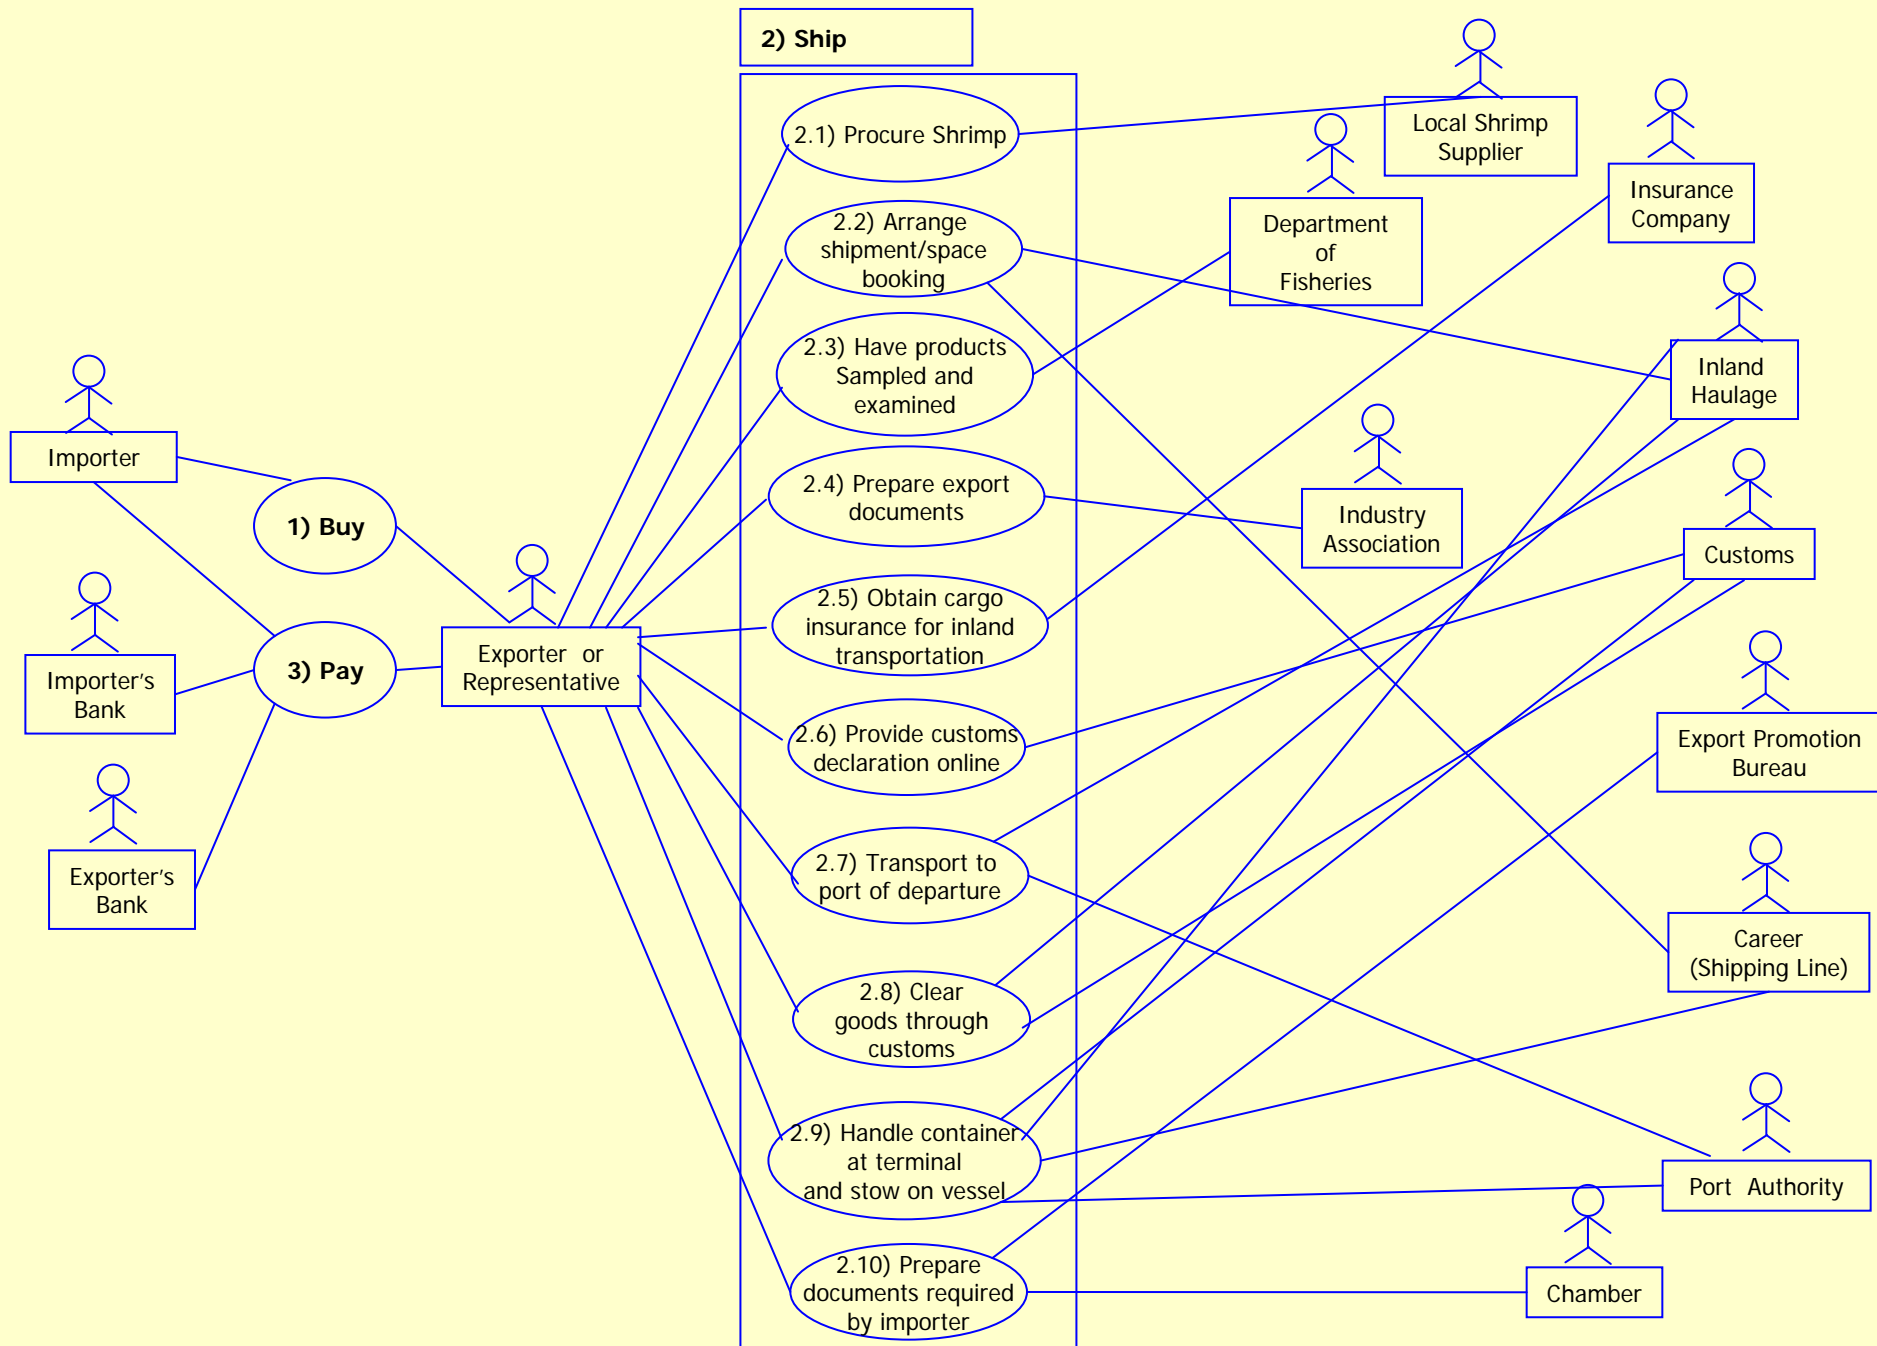 2) Ship
2.1) Procure Shrimp
2.2) Arrange
shipment/space
booking
2.3) Have products
Sampled and
examined
2.4) Prepare export
documents
2.5) Obtain cargo
insurance for inland
transportation
2.6) Provide customs
declaration online
2.7) Transport to
port of departure
2.8) Clear
goods through
customs
2.9) Handle container
at terminal
and stow on vessel
2.10) Prepare
documents required
by importer
Importer
Importer's
Bank
Exporter's
Bank
1) Buy
3) Pay
Exporter or
Representative
Local Shrimp
Supplier
Insurance
Company
Department
of
Fisheries
Inland
Haulage
Industry
Association
Customs
Export Promotion
Bureau
Career
(Shipping Line)
Port Authority
Chamber